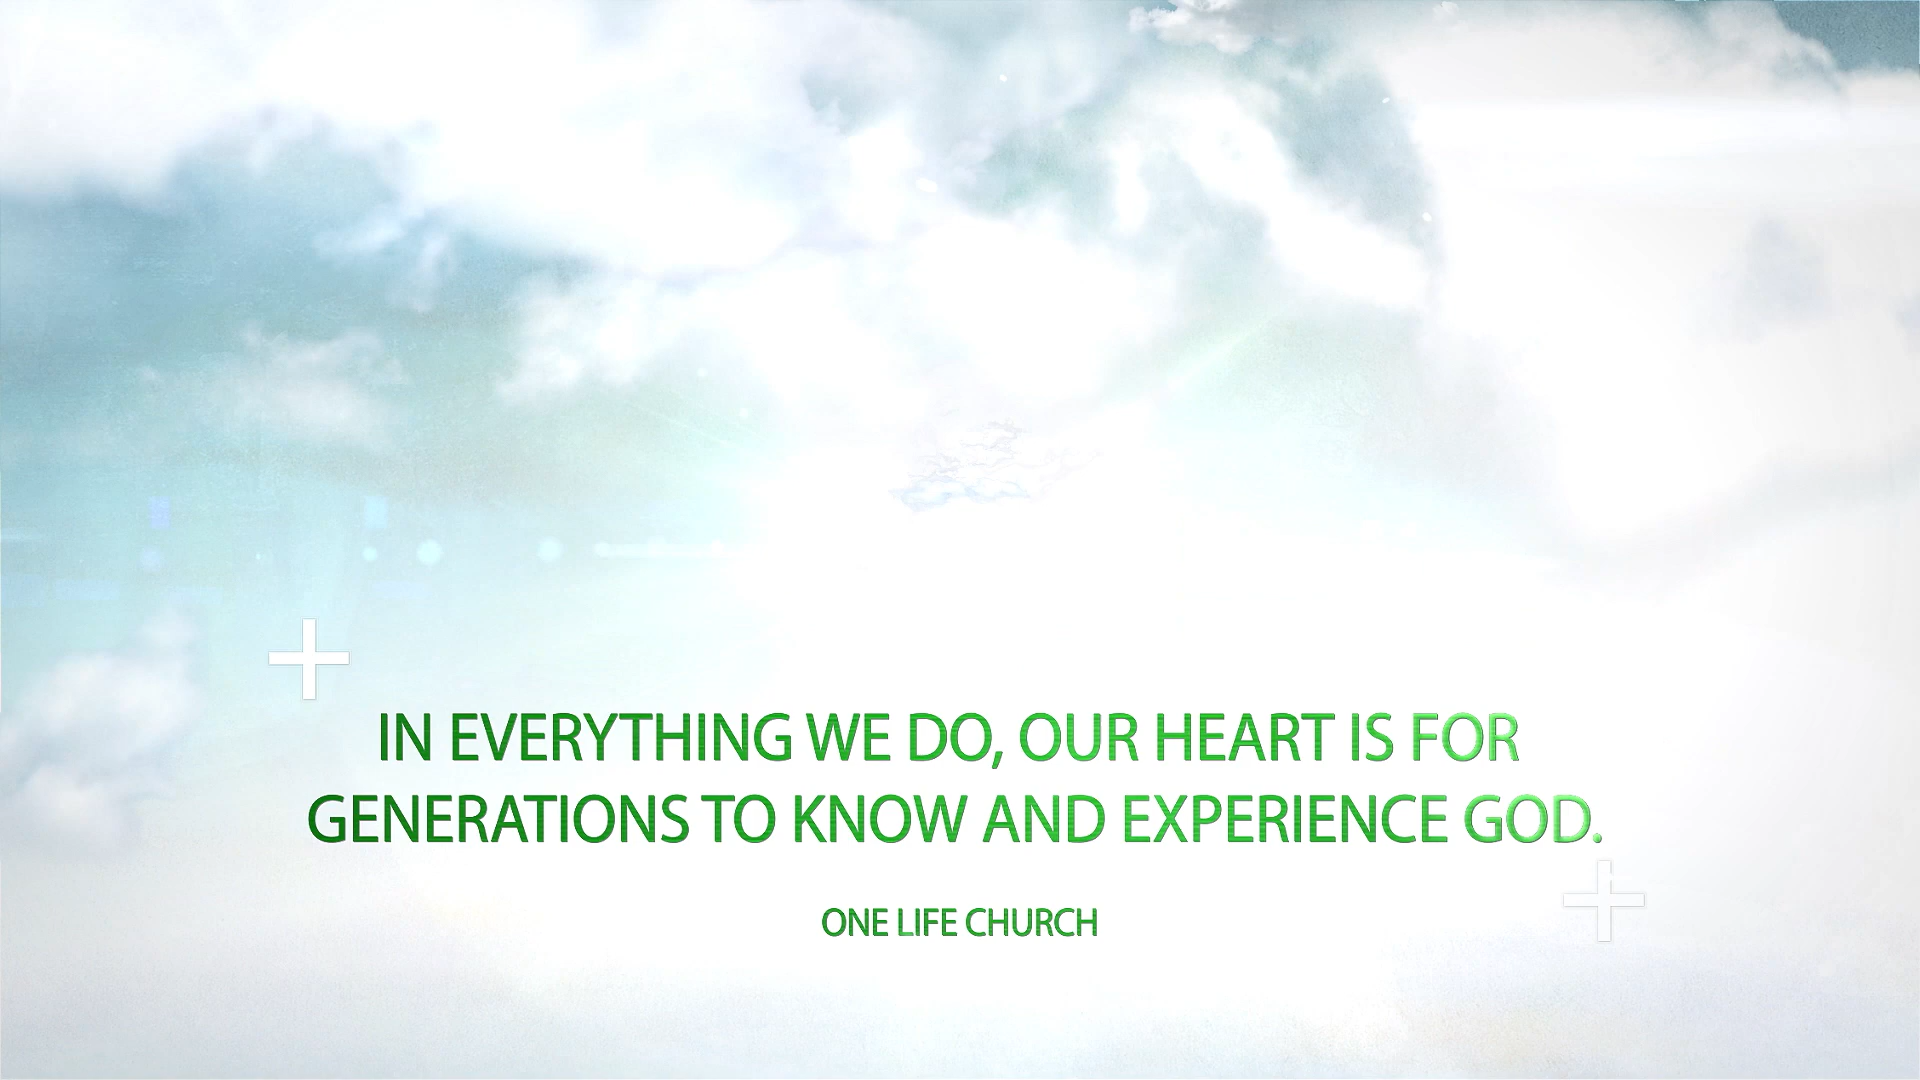 IN EVERYTHING WE DO, OUR HEART IS FOR
GENERATIONS TO KNOW AND EXPERIENCE GOD.
ONE LIFE CHURCH